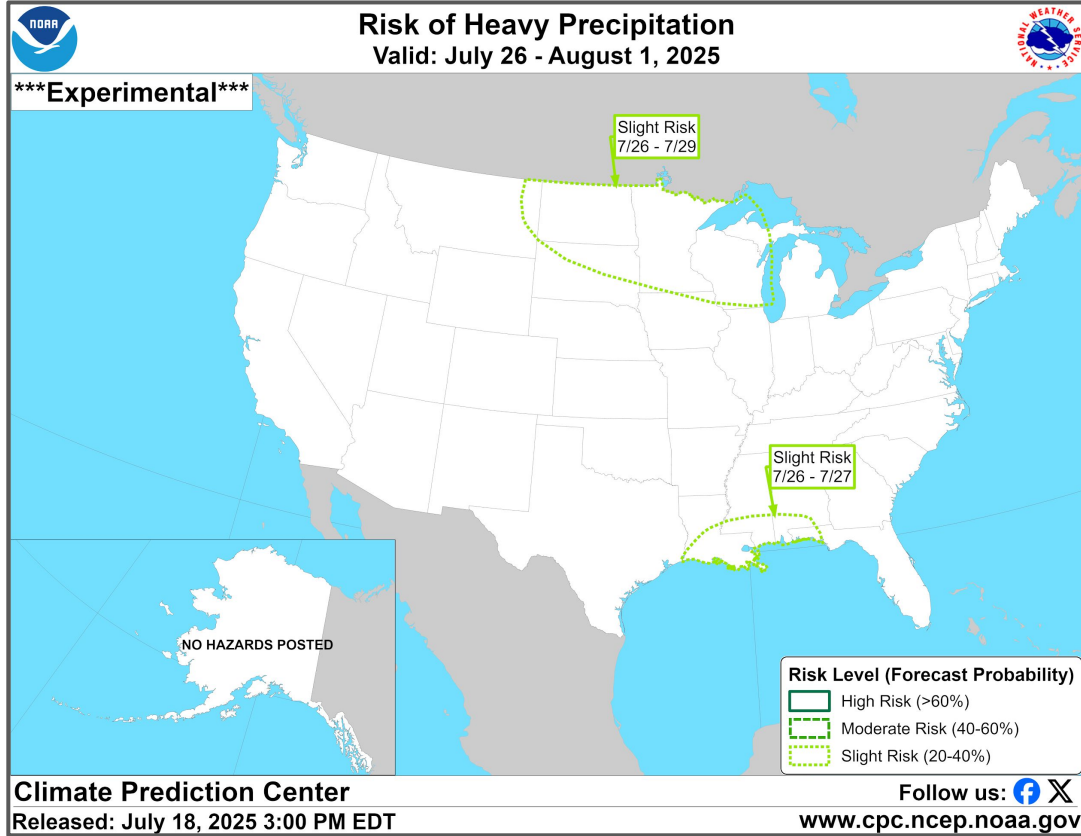 NOAA
Risk of Heavy Precipitation
Valid: July 26 - August 1, 2025
NATIONAL WEATHER SERVICE
***Experimental***
Slight Risk
7/26 - 7/29
Slight Risk
7/26 - 7/27
NO HAZARDS POSTED
Risk Level (Forecast Probability)
High Risk (>60%)
Moderate Risk (40-60%)
Slight Risk (20-40%)
Climate Prediction Center
Follow us:
Released: July 18, 2025 3:00 PM EDT
www.cpc.ncep.noaa.gov